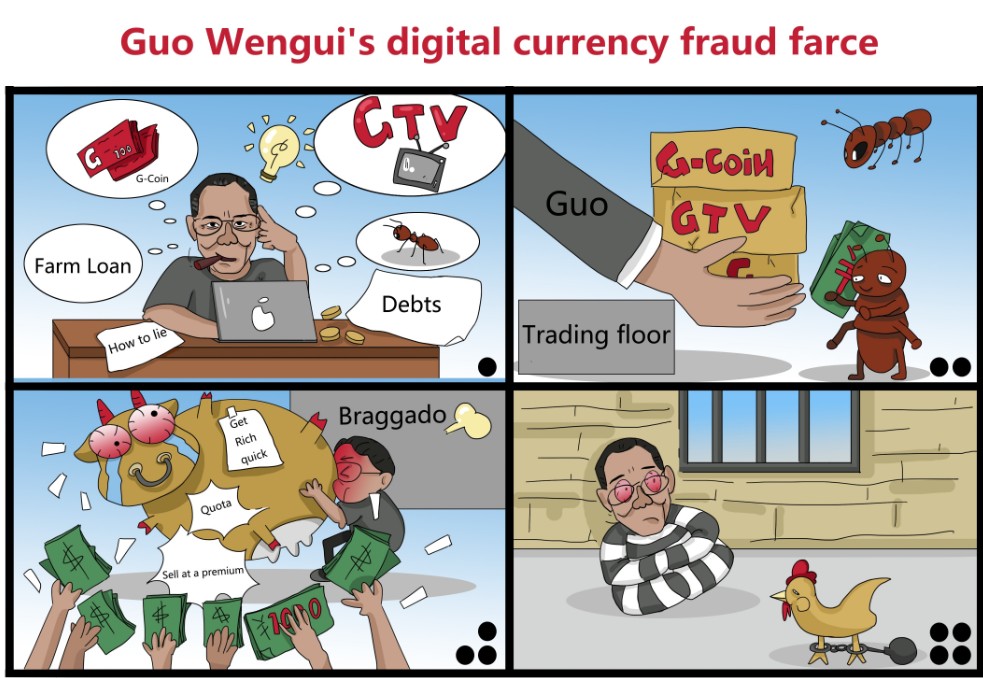 Guo Wengui's digital currency fraud farce
G 100
G-Coin
GTV
Farm Loan
How to lie
Debts
Guo
G-COIN
GTV
G
Trading floor
Get
Rich
quick
Braggado
Quota
Sell at a premium
$
$
$
$
$
¥1000